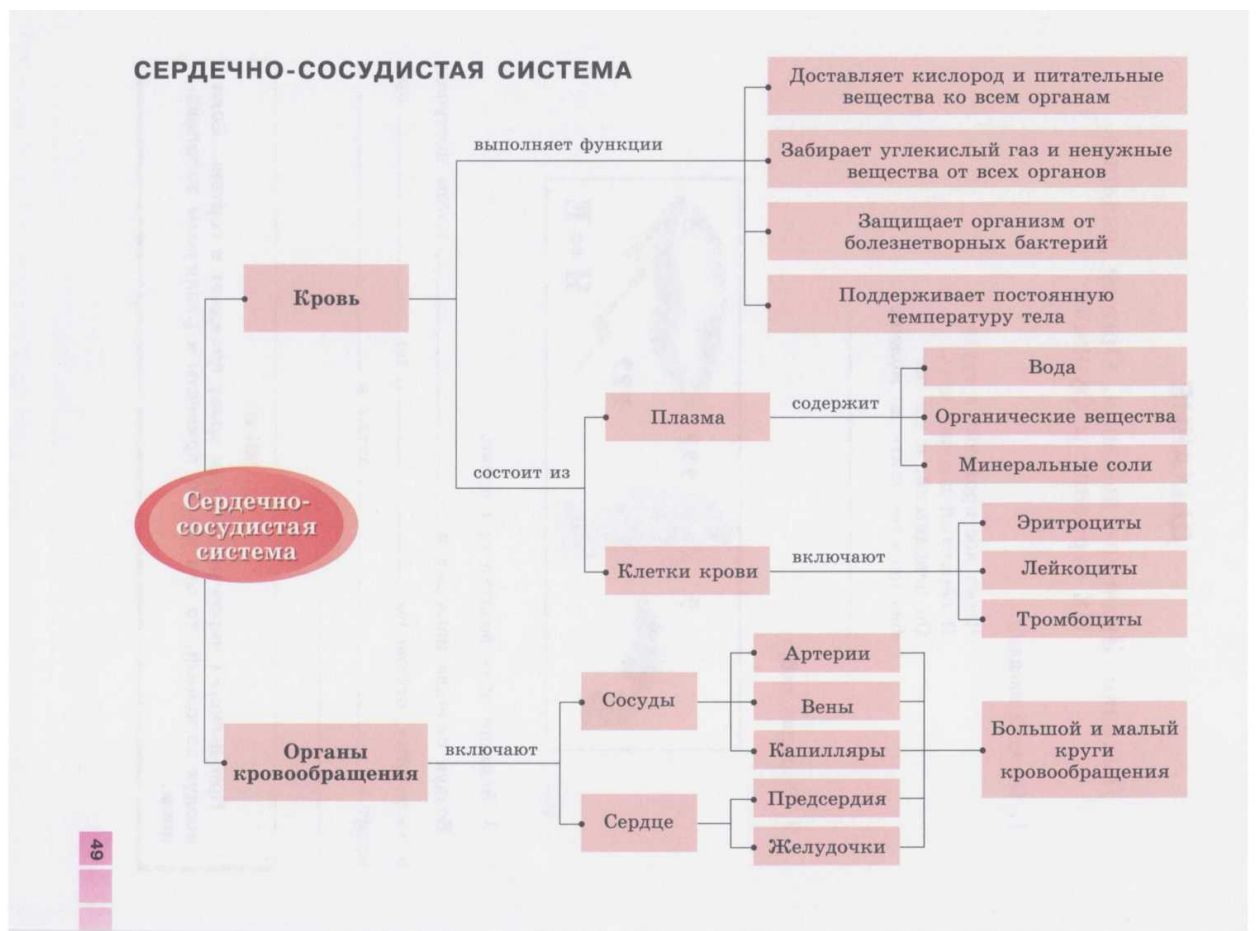 СЕРДЕЧНО-СОСУДИСТАЯ СИСТЕМА
Доставляет кислород и питательные
вещества ко всем органам
выполняет функции
Забирает углекислый газ и ненужные
вещества от всех органов
Защищает организм от
болезнетворных бактерий
Поддерживает постоянную
температуру тела
Кровь
Плазма
содержит
Вода
Органические вещества
Минеральные соли
состоит из
Сердечно-
сосудистая
система
Клетки крови
включают
Эритроциты
Лейкоциты
Тромбоциты
Органы
кровообращения
включают
Сосуды
Артерии
Вены
Капилляры
Сердце
Предсердия
Желудочки
Большой и малый
круги
кровообращения
49